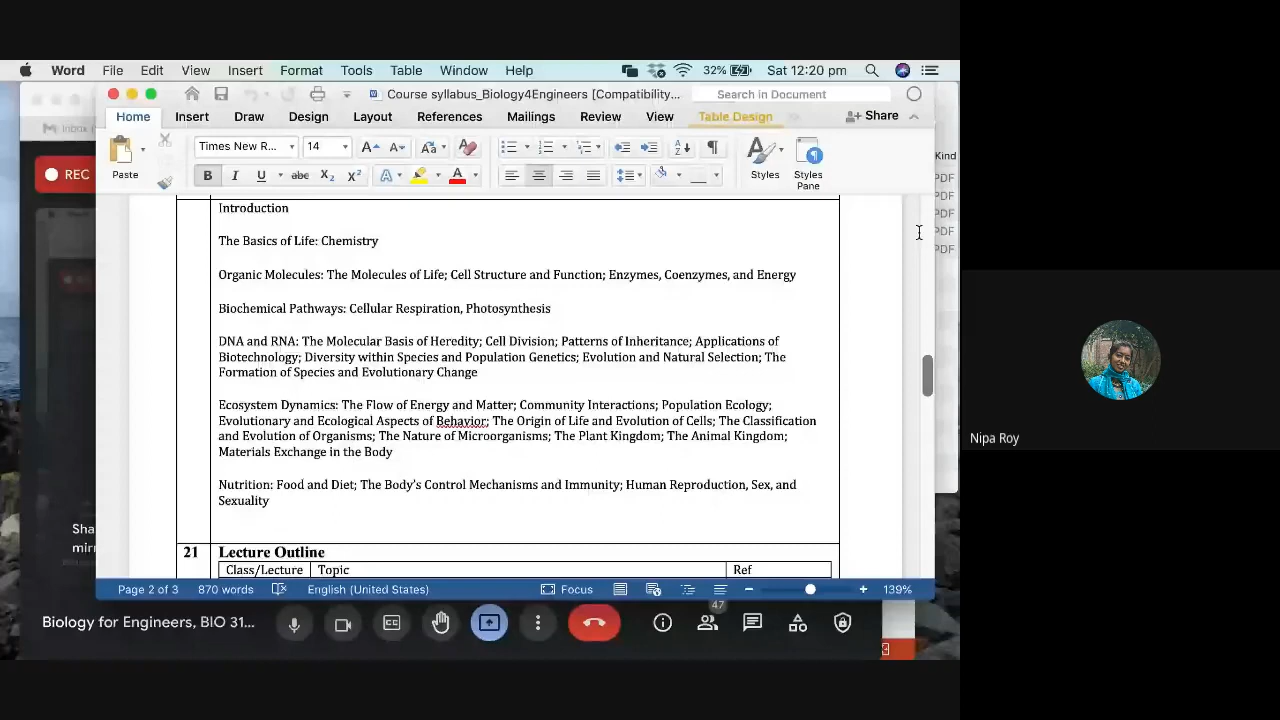 Word File Edit View Insert Format Tools Table Window Help 32% Sat 12:20 pm
Course syllabus_Biology4Engineers [Compatibility... Search in Document
Inbox
Home Insert Draw Design Layout References Mailings Review View Table Design Share
Times New R... 14
Kind
REC
Paste B I U abc X2 X2 A A Styles Styles Pane
PDF
PDF
PDF
PDF
PDF
Introduction
The Basics of Life: Chemistry
Organic Molecules: The Molecules of Life; Cell Structure and Function; Enzymes, Coenzymes, and Energy
Biochemical Pathways: Cellular Respiration, Photosynthesis
DNA and RNA: The Molecular Basis of Heredity; Cell Division; Patterns of Inheritance; Applications of
Biotechnology; Diversity within Species and Population Genetics; Evolution and Natural Selection; The
Formation of Species and Evolutionary Change
Ecosystem Dynamics: The Flow of Energy and Matter; Community Interactions; Population Ecology;
Evolutionary and Ecological Aspects of Behavior; The Origin of Life and Evolution of Cells; The Classification
and Evolution of Organisms; The Nature of Microorganisms; The Plant Kingdom; The Animal Kingdom;
Materials Exchange in the Body
Nutrition: Food and Diet; The Body's Control Mechanisms and Immunity; Human Reproduction, Sex, and
Sexuality
Sha
mirr
21 Lecture Outline
Class/Lecture Topic Ref
Page 2 of 3 870 words English (United States) Focus 139%
Biology for Engineers, BIO 31... 47
Nipa Roy